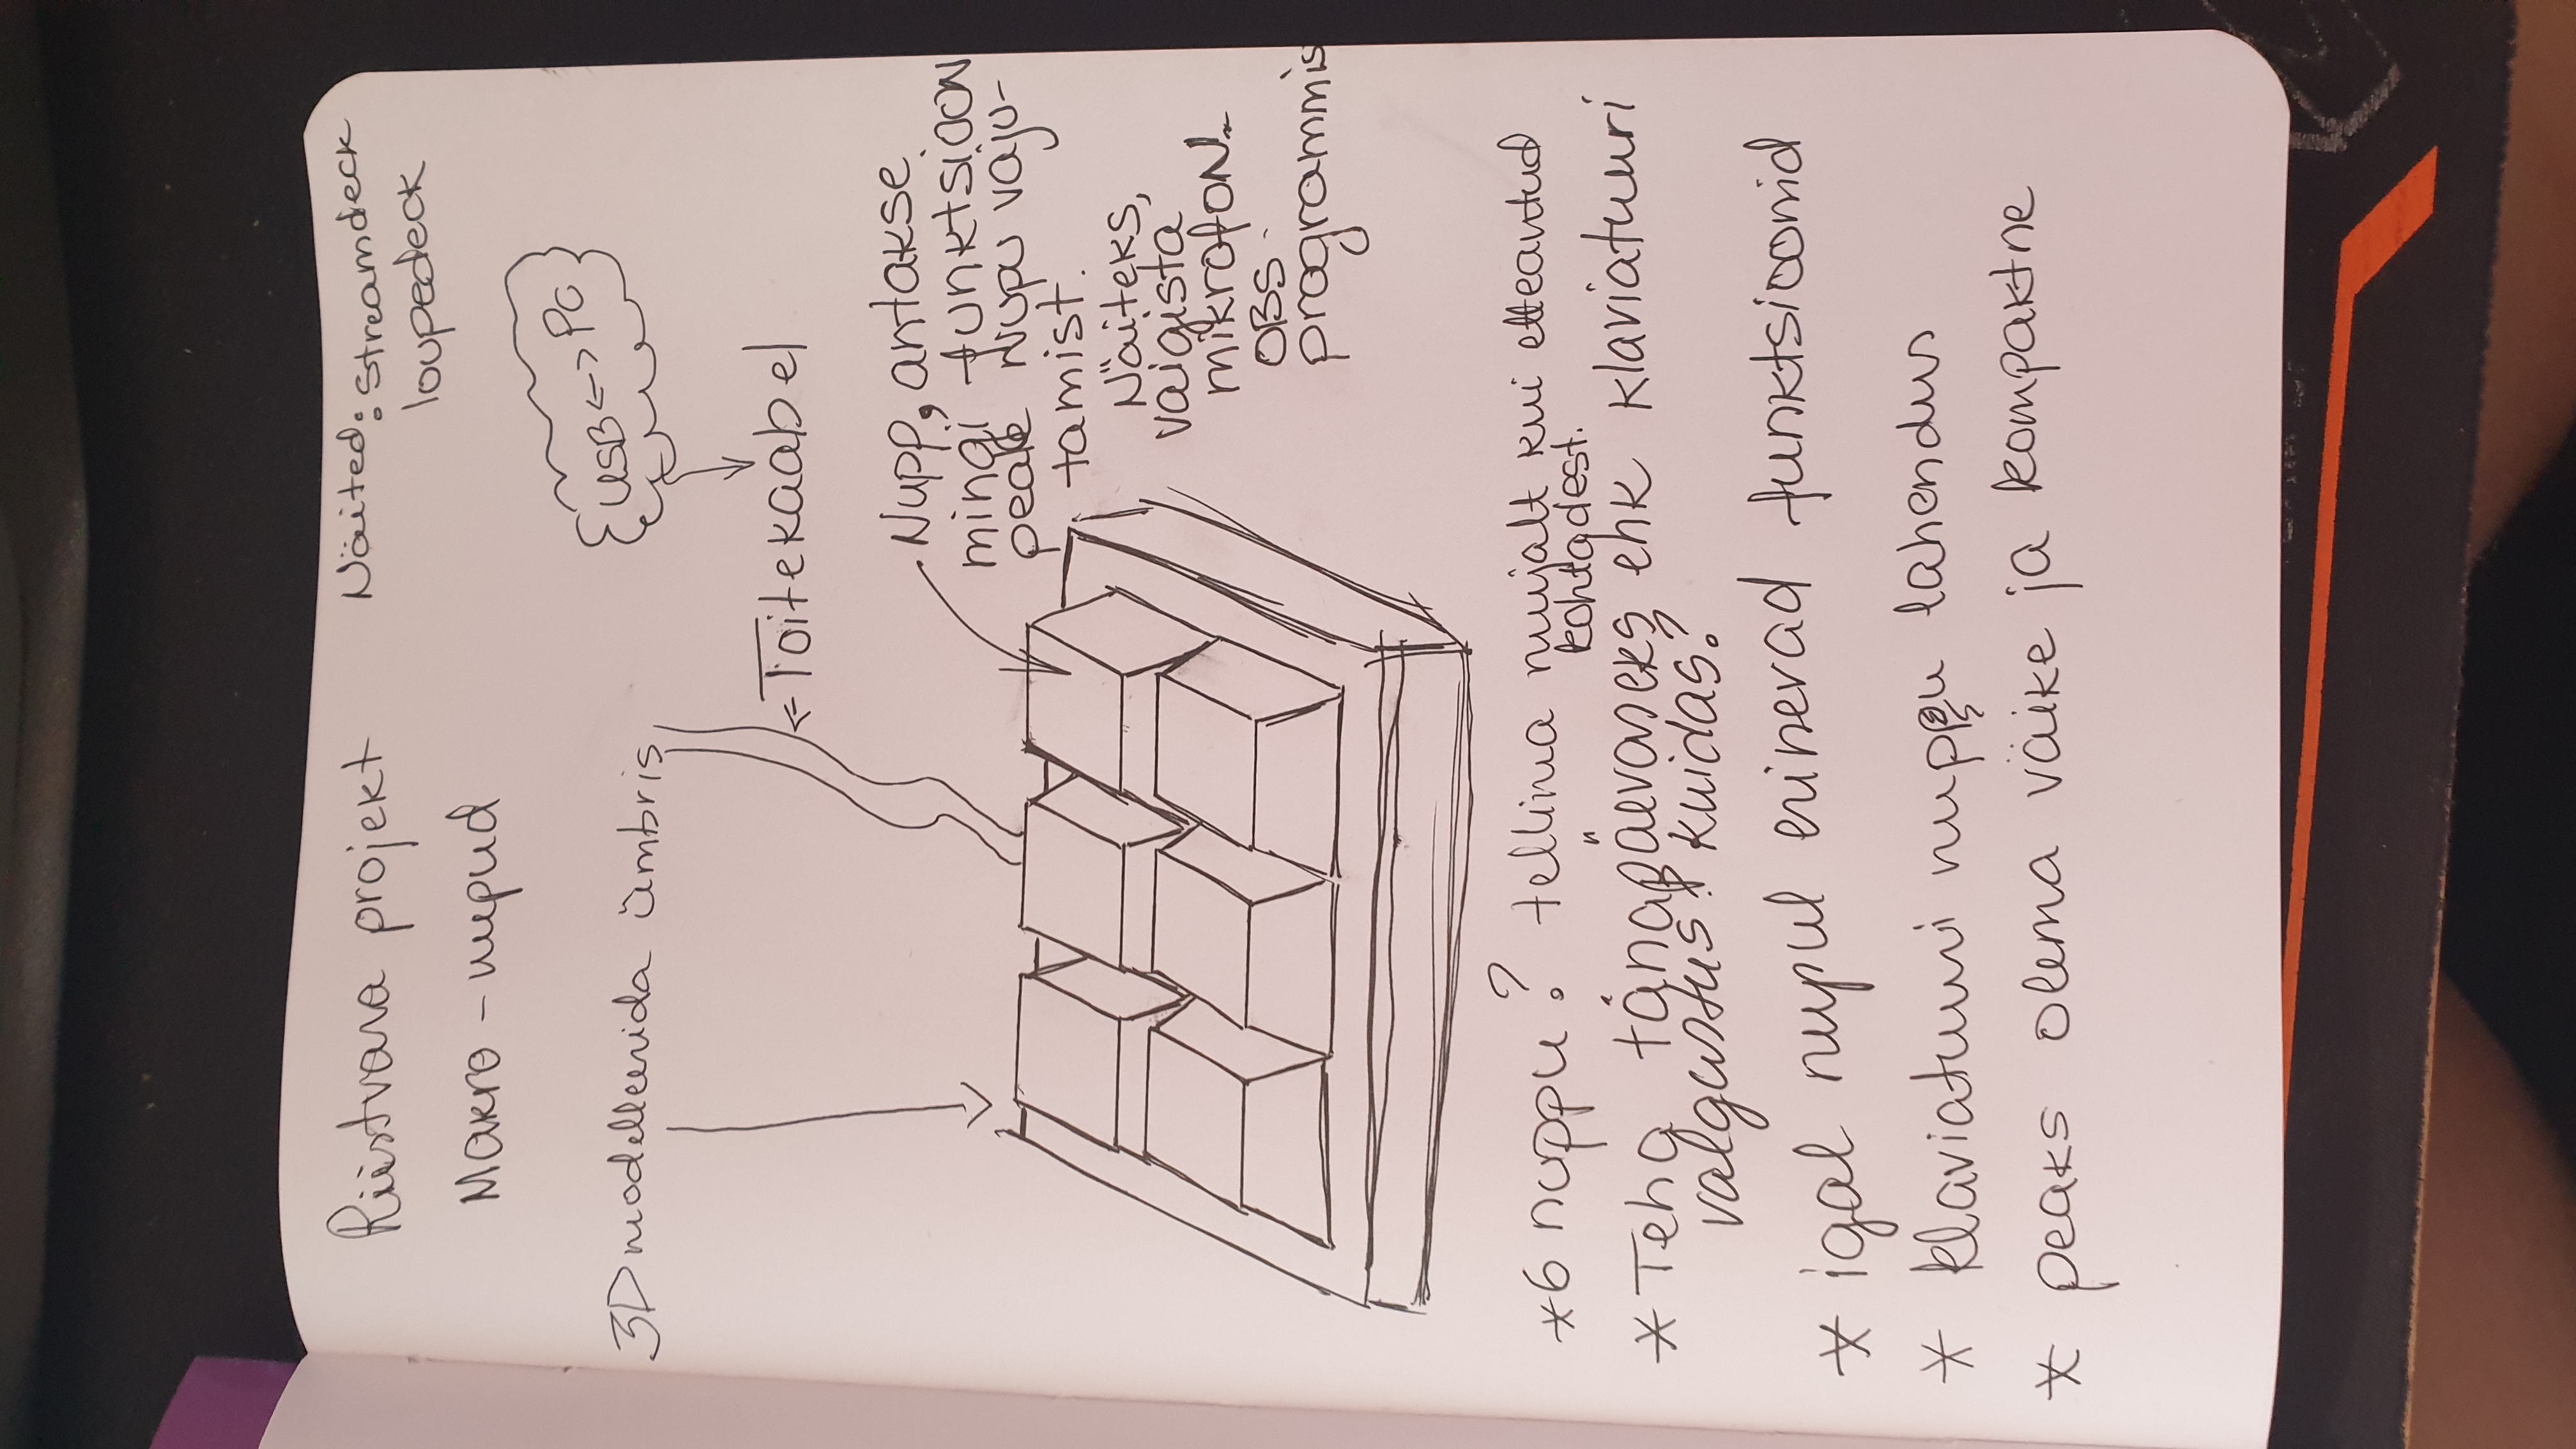 Riistvara projekt
Makro-nupud
Näited: Streamdeck
loupedeck
USB <-> PC
3D modelleerida ümbris
<- Toitekaabel
Nupp, antakse
mingi funktsioon
peale nupu vaju-
tamist.
Näiteks,
vaigista
mikrofon
OBS
programmis
*6 nuppu? tellima mujalt kui etteantud
kohtadest.
* Teha tänapäevaseks ehk klaviatuuri
valgustus? kuidas?
* igal nupul erinevad funktsioonid
* klaviatuuri nuppu lahendus
* peaks olema väike ja kompaktne